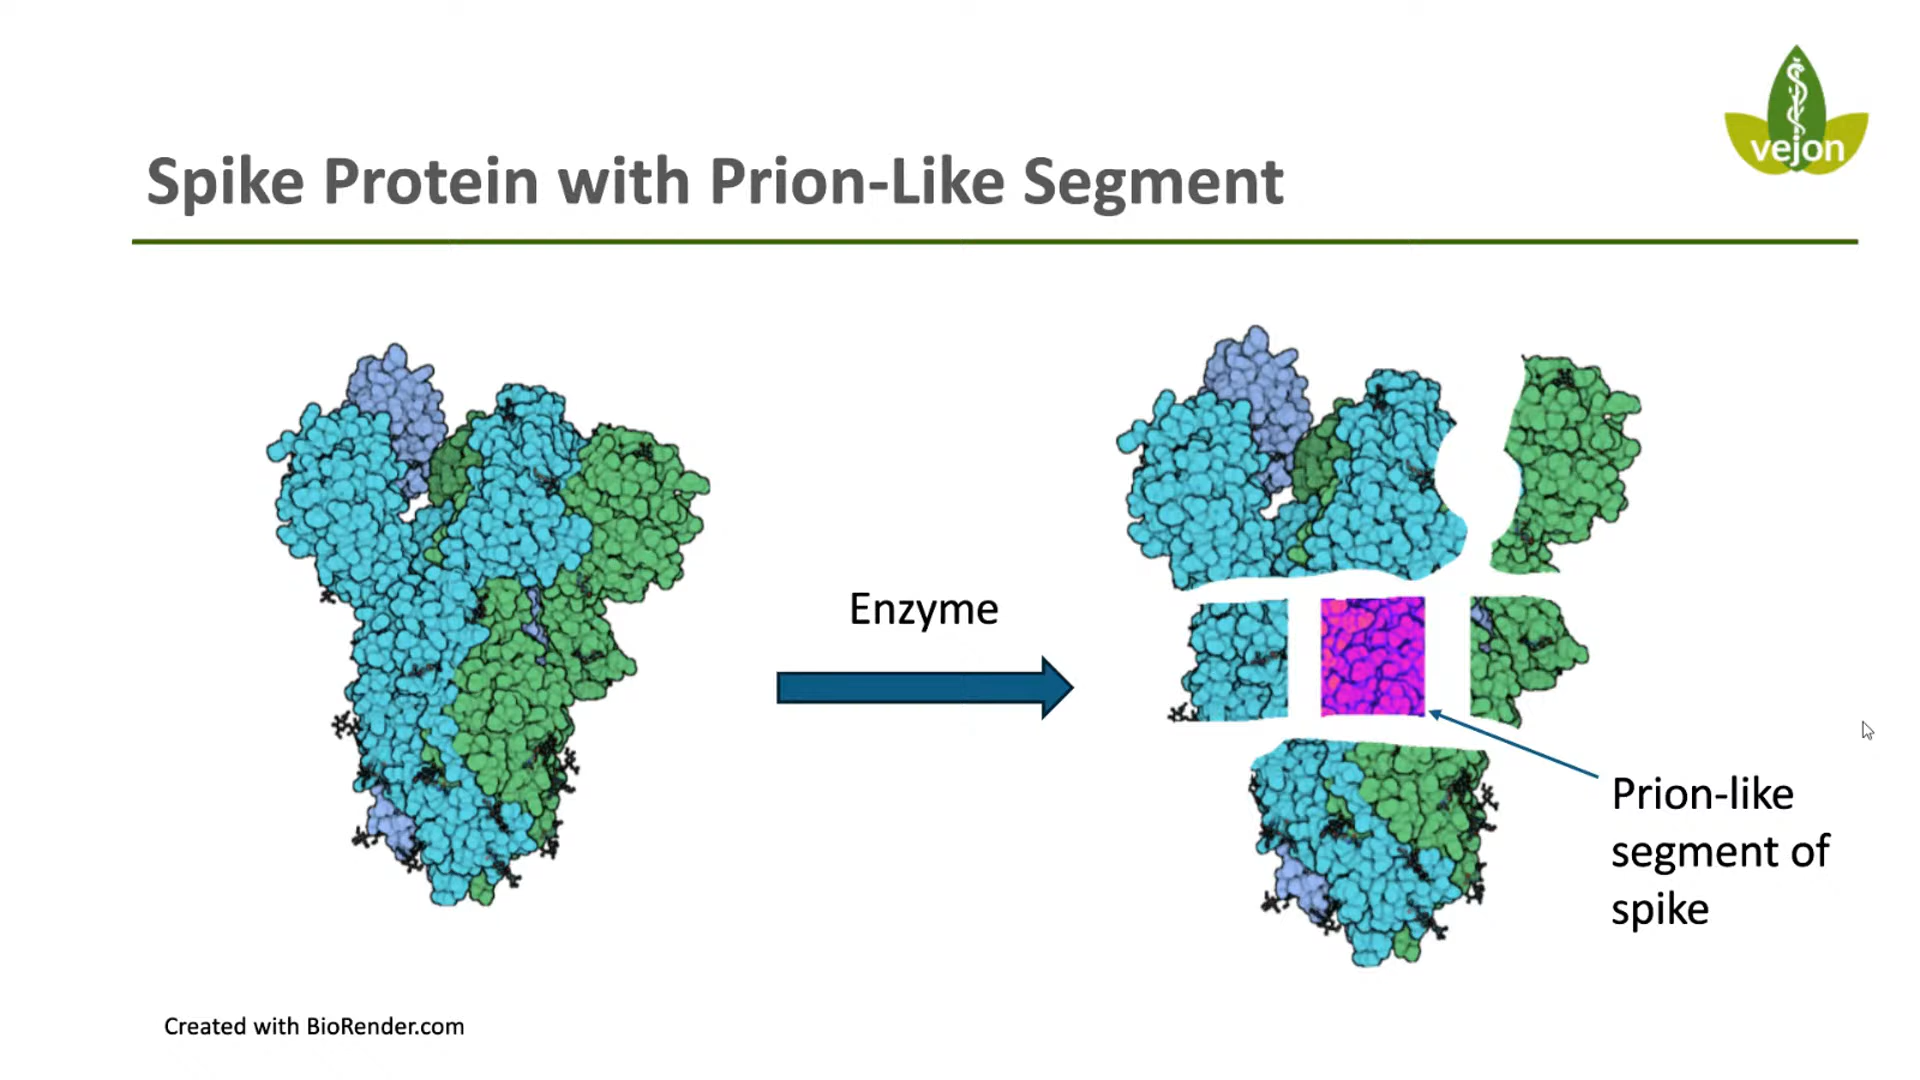 vejon
Spike Protein with Prion-Like Segment
Enzyme
Prion-like
segment of
spike
Created with BioRender.com